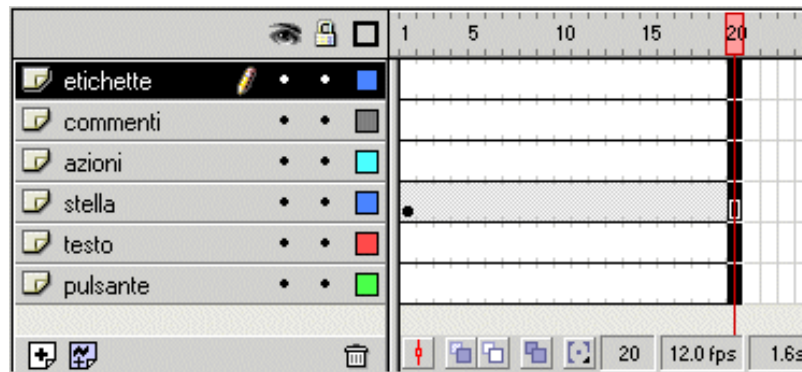 1 5 10 15 20
etichette
commenti
azioni
stella
testo
pulsante
20 12.0 fps 1.6s